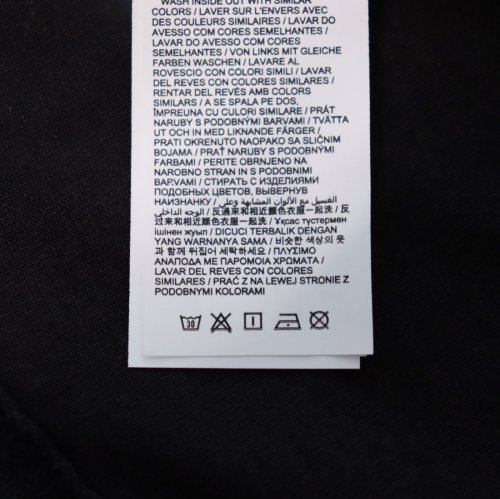 WASH INSIDE OUT WITH SIMILAR
COLORS / LAVER SUR L'ENVERS AVEC
DES COULEURS SIMILAIRES / LAVAR DO
AVESSO COM CORES SEMELHANTES /
LAVAR DO AVESSO COM CORES
SEMELHANTES / VON LINKS MIT GLEICHE
FARBEN WASCHEN / LAVARE AL
ROVESCIO CON COLORI SIMILI / LAVAR
DEL REVÉS CON COLORES SIMILARES /
RENTAR DEL REVÉS AMB COLORS
SIMILARS / A SE SPALA PE DOS,
ÎMPREUNA CU CULORI SIMILARE / PRÁT
NARUBY S PODOBNÝMI BARVAMI / TVÄTTA
UT OCH IN MED LIKNANDE FÄRGER /
PRATI OKRENUTO NAOPAKO SA SLIČNIM
BOJAMA / PRAŤ NARUBY S PODOBNÝMI
FARBAMI / PERITE OBRNJENO NA
NAROBNO STRAN IN S PODOBNIMI
BARVAMI / СТИРАТЬ С ИЗДЕЛИЯМИ
ПОДОБНЫХ ЦВЕТОВ, ВЫВЕРНУВ
НАИЗНАНКУ / الغسيل مع الألوان المشابهة وعلى
الوجه الداخلي / 反過來和相近顏色衣服一起洗 / 反
过来和相近颜色衣服一起洗 / Ұқсас түстермен
ішінен жуып / DICUCI TERBALIK DENGAN
YANG WARNANYA SAMA / 비슷한 색상의 옷
과 함께 뒤집어 세탁하세요 / ΠΛΥΣΙΜΟ
ΑΝΑΠΟΔΑ ΜΕ ΠΑΡΟΜΟΙΑ ΧΡΩΜΑΤΑ /
LAVAR DEL REVES CON COLORES
SIMILARES / PRAĆ Z NA LEWEJ STRONIE Z
PODOBNYMI KOLORAMI
30